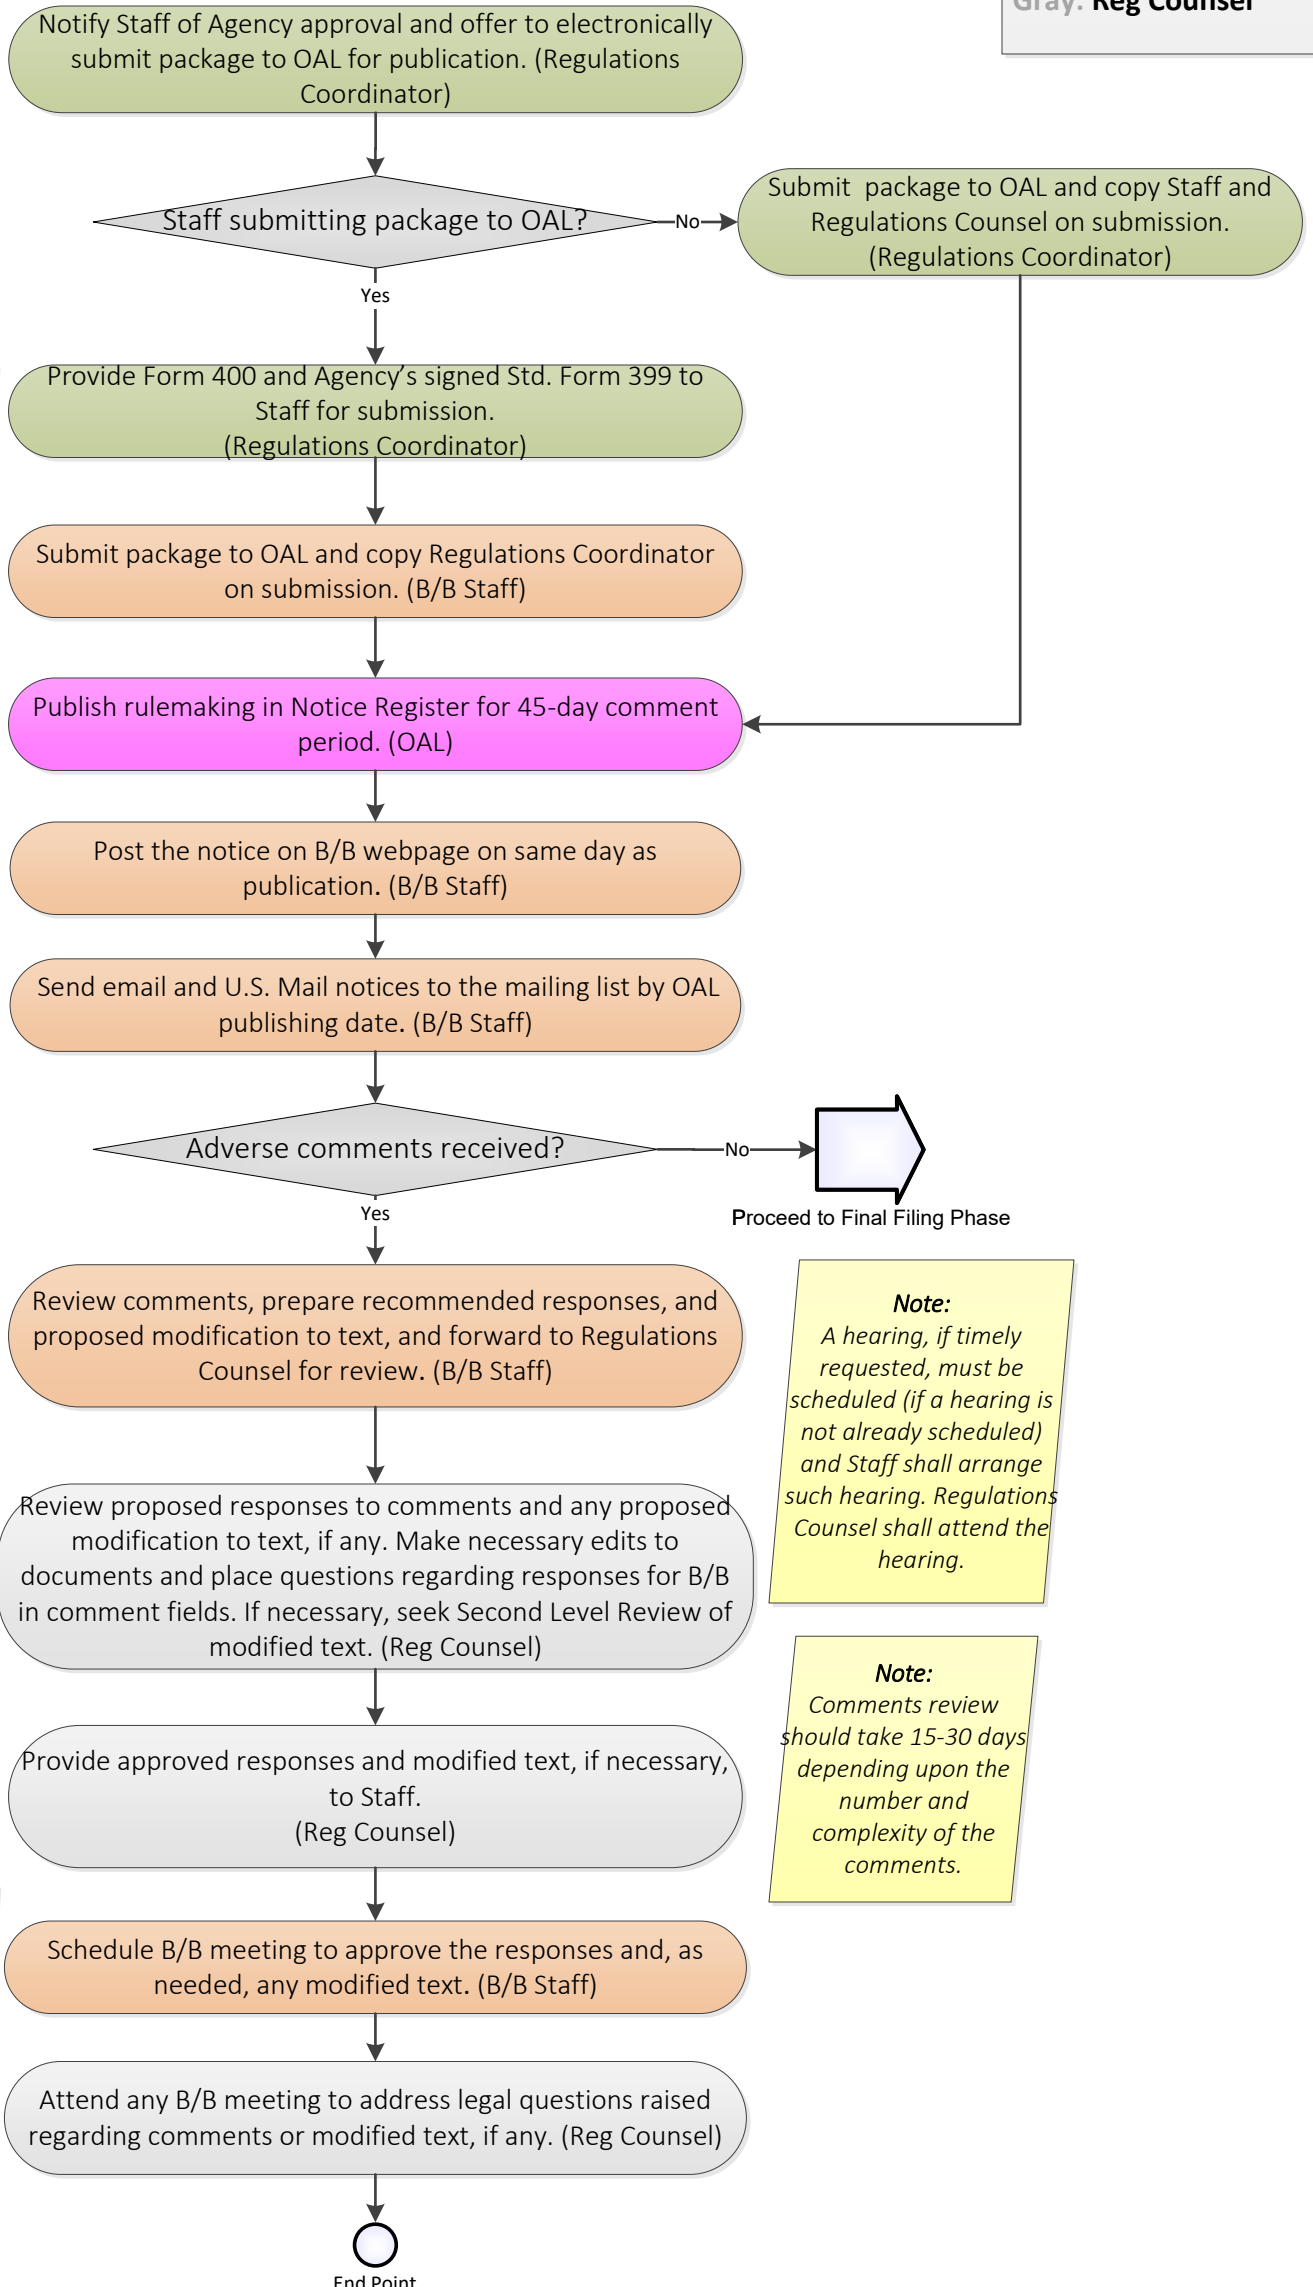 Gray: Reg Counsel
Notify Staff of Agency approval and offer to electronically
submit package to OAL for publication. (Regulations
Coordinator)
Staff submitting package to OAL?
No
Submit  package to OAL and copy Staff and
Regulations Counsel on submission.
(Regulations Coordinator)
Yes
Provide Form 400 and Agency’s signed Std. Form 399 to
Staff for submission.
(Regulations Coordinator)
Submit package to OAL and copy Regulations Coordinator
on submission. (B/B Staff)
Publish rulemaking in Notice Register for 45-day comment
period. (OAL)
Post the notice on B/B webpage on same day as
publication. (B/B Staff)
Send email and U.S. Mail notices to the mailing list by OAL
publishing date. (B/B Staff)
Adverse comments received?
No
Proceed to Final Filing Phase
Yes
Review comments, prepare recommended responses, and
proposed modification to text, and forward to Regulations
Counsel for review. (B/B Staff)
Note:
A hearing, if timely
requested, must be
scheduled (if a hearing is
not already scheduled)
and Staff shall arrange
such hearing. Regulations
Counsel shall attend the
hearing.
Review proposed responses to comments and any proposed
modification to text, if any. Make necessary edits to
documents and place questions regarding responses for B/B
in comment fields. If necessary, seek Second Level Review of
modified text. (Reg Counsel)
Note:
Comments review
should take 15-30 days
depending upon the
number and
complexity of the
comments.
Provide approved responses and modified text, if necessary,
to Staff.
(Reg Counsel)
Schedule B/B meeting to approve the responses and, as
needed, any modified text. (B/B Staff)
Attend any B/B meeting to address legal questions raised
regarding comments or modified text, if any. (Reg Counsel)
End Point